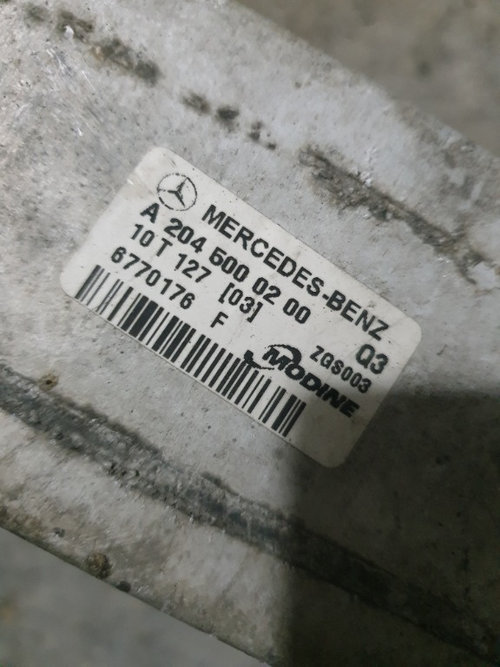 MERCEDES-BENZ
A 204 500 02 00 Q3
10 T 127 [03] ZGS003
6770176 F
MODINE